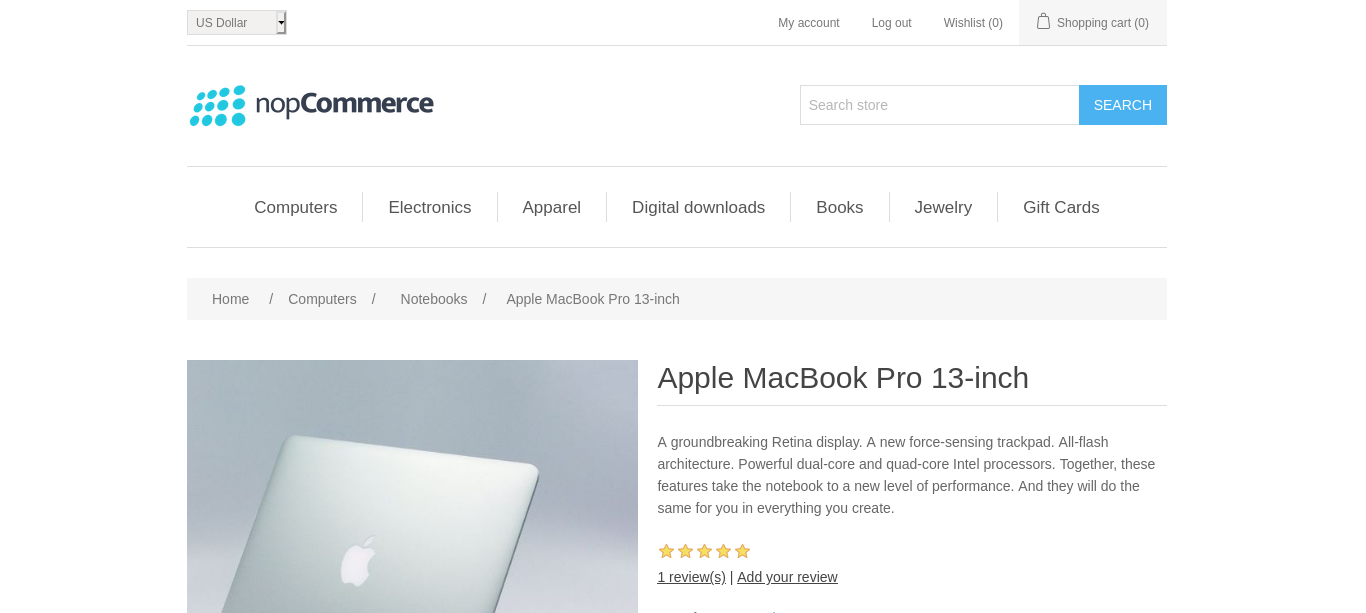 US Dollar
My account
Log out
Wishlist (0)
Shopping cart (0)
nopCommerce
Search store
SEARCH
Computers
Electronics
Apparel
Digital downloads
Books
Jewelry
Gift Cards
Home / Computers / Notebooks / Apple MacBook Pro 13-inch
Apple MacBook Pro 13-inch
A groundbreaking Retina display. A new force-sensing trackpad. All-flash
architecture. Powerful dual-core and quad-core Intel processors. Together, these
features take the notebook to a new level of performance. And they will do the
same for you in everything you create.
1 review(s) | Add your review